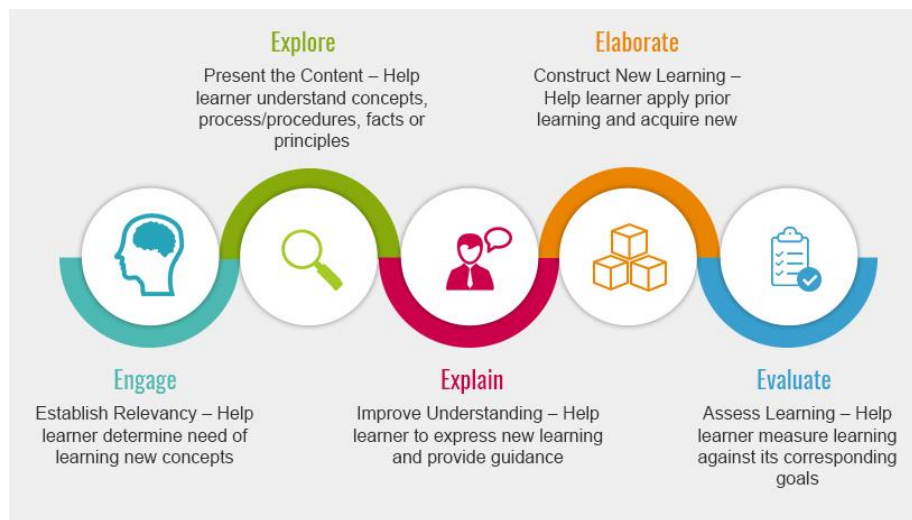 Explore
Present the Content – Help
learner understand concepts,
process/procedures, facts or
principles
Elaborate
Construct New Learning –
Help learner apply prior
learning and acquire new
Engage
Establish Relevancy – Help
learner determine need of
learning new concepts
Explain
Improve Understanding – Help
learner to express new learning
and provide guidance
Evaluate
Assess Learning – Help
learner measure learning
against its corresponding
goals